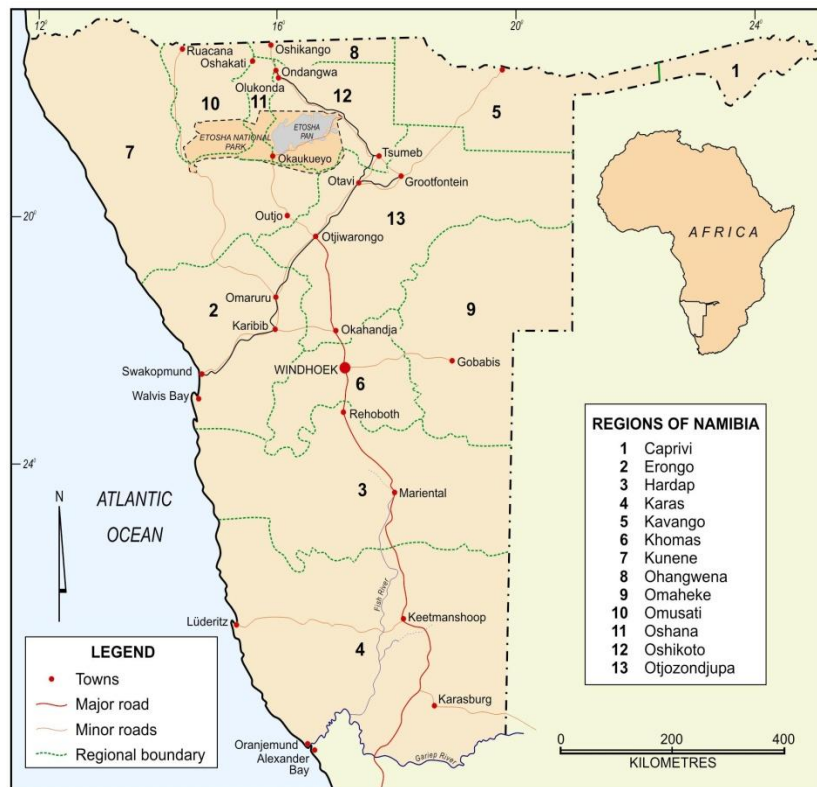 12°
16°
20°
24°
Ruacana
Oshikango
Oshakati
Ondangwa
Olukonda
8
1
10
11
12
5
7
ETOSHA NATIONAL
PARK
ETOSHA
PAN
Okaukueyo
Tsumeb
Otavi
Grootfontein
20°
Outjo
13
Otjiwarongo
AFRICA
2
Omaruru
9
Karibib
Okahandja
Swakopmund
WINDHOEK
Gobabis
Walvis Bay
6
Rehoboth
24°
3
Mariental
N
ATLANTIC
OCEAN
Fish River
Lüderitz
Keetmanshoop
4
Karasburg
Oranjemund
Alexander
Bay
Gariep River
REGIONS OF NAMIBIA
1 Caprivi
2 Erongo
3 Hardap
4 Karas
5 Kavango
6 Khomas
7 Kunene
8 Ohangwena
9 Omaheke
10 Omusati
11 Oshana
12 Oshikoto
13 Otjozondjupa
LEGEND
Towns
Major road
Minor roads
Regional boundary
0 200 400
KILOMETRES